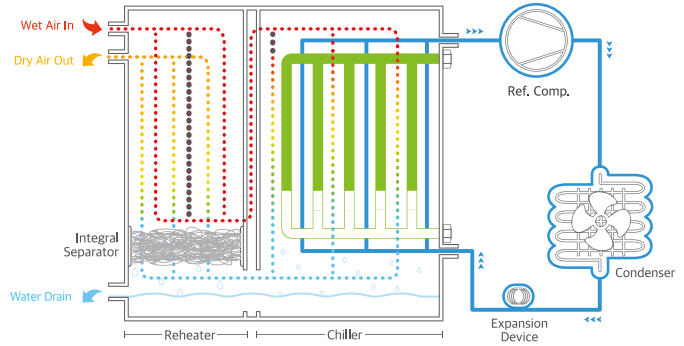 Wet Air In
Dry Air Out
Ref. Comp.
Integral
Separator
Condenser
Water Drain
Expansion
Device
Reheater
Chiller